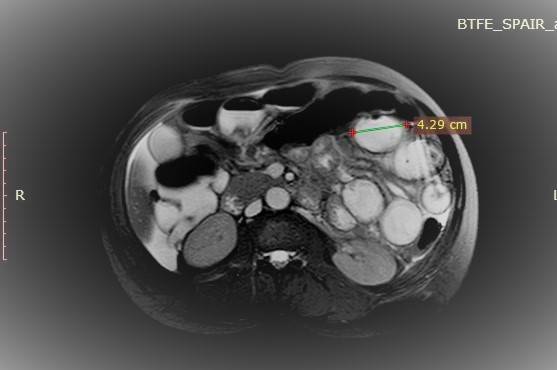 BTFE_SPAIR_a
4.29 cm
R
L